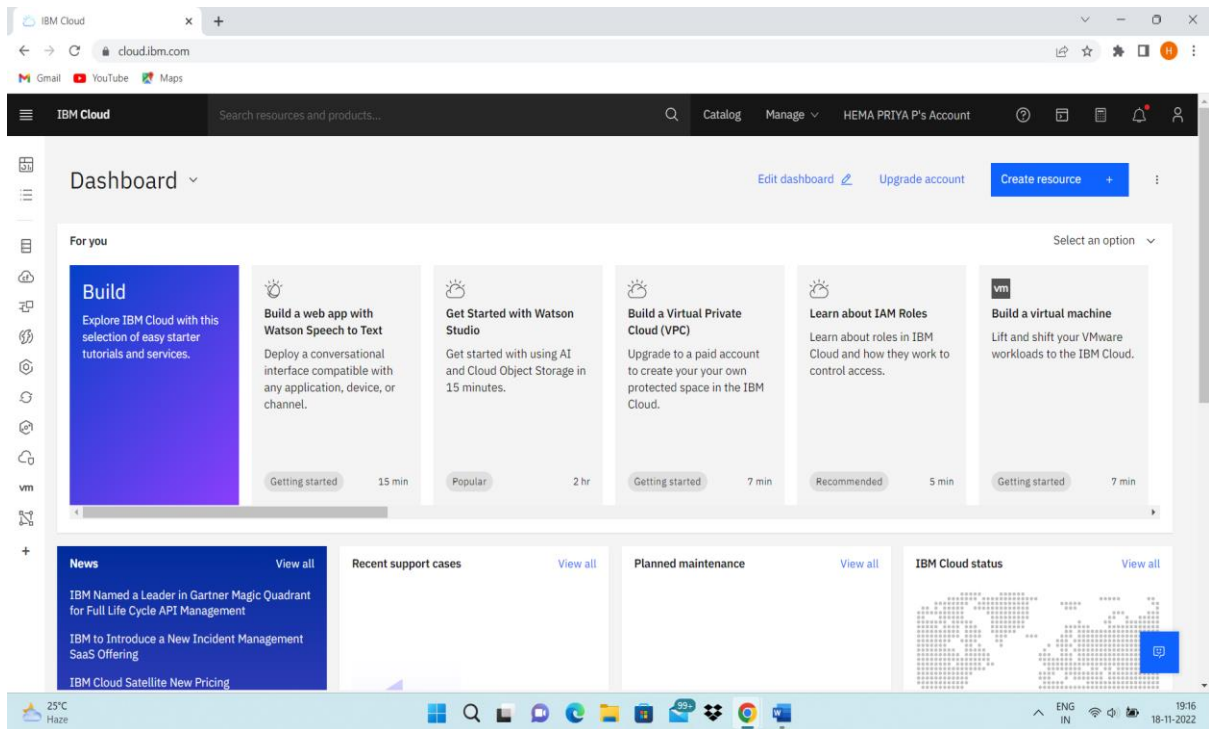 IBM Cloud
cloud.ibm.com
H
Gmail YouTube Maps
IBM Cloud
Search resources and products...
Catalog Manage HEMA PRIYA P's Account
Dashboard
Edit dashboard Upgrade account Create resource +
For you
Select an option
Build
Explore IBM Cloud with this
selection of easy starter
tutorials and services.
Build a web app with
Watson Speech to Text
Deploy a conversational
interface compatible with
any application, device, or
channel.
Getting started 15 min
Get Started with Watson
Studio
Get started with using AI
and Cloud Object Storage in
15 minutes.
Popular 2 hr
Build a Virtual Private
Cloud (VPC)
Upgrade to a paid account
to create your your own
protected space in the IBM
Cloud.
Getting started 7 min
Learn about IAM Roles
Learn about roles in IBM
Cloud and how they work to
control access.
Recommended 5 min
vm
Build a virtual machine
Lift and shift your VMware
workloads to the IBM Cloud.
Getting started 7 min
vm
News View all
IBM Named a Leader in Gartner Magic Quadrant
for Full Life Cycle API Management
IBM to Introduce a New Incident Management
SaaS Offering
IBM Cloud Satellite New Pricing
Recent support cases View all
Planned maintenance View all
IBM Cloud status View all
25°C
Haze
99+
ENG
IN
19:16
18-11-2022